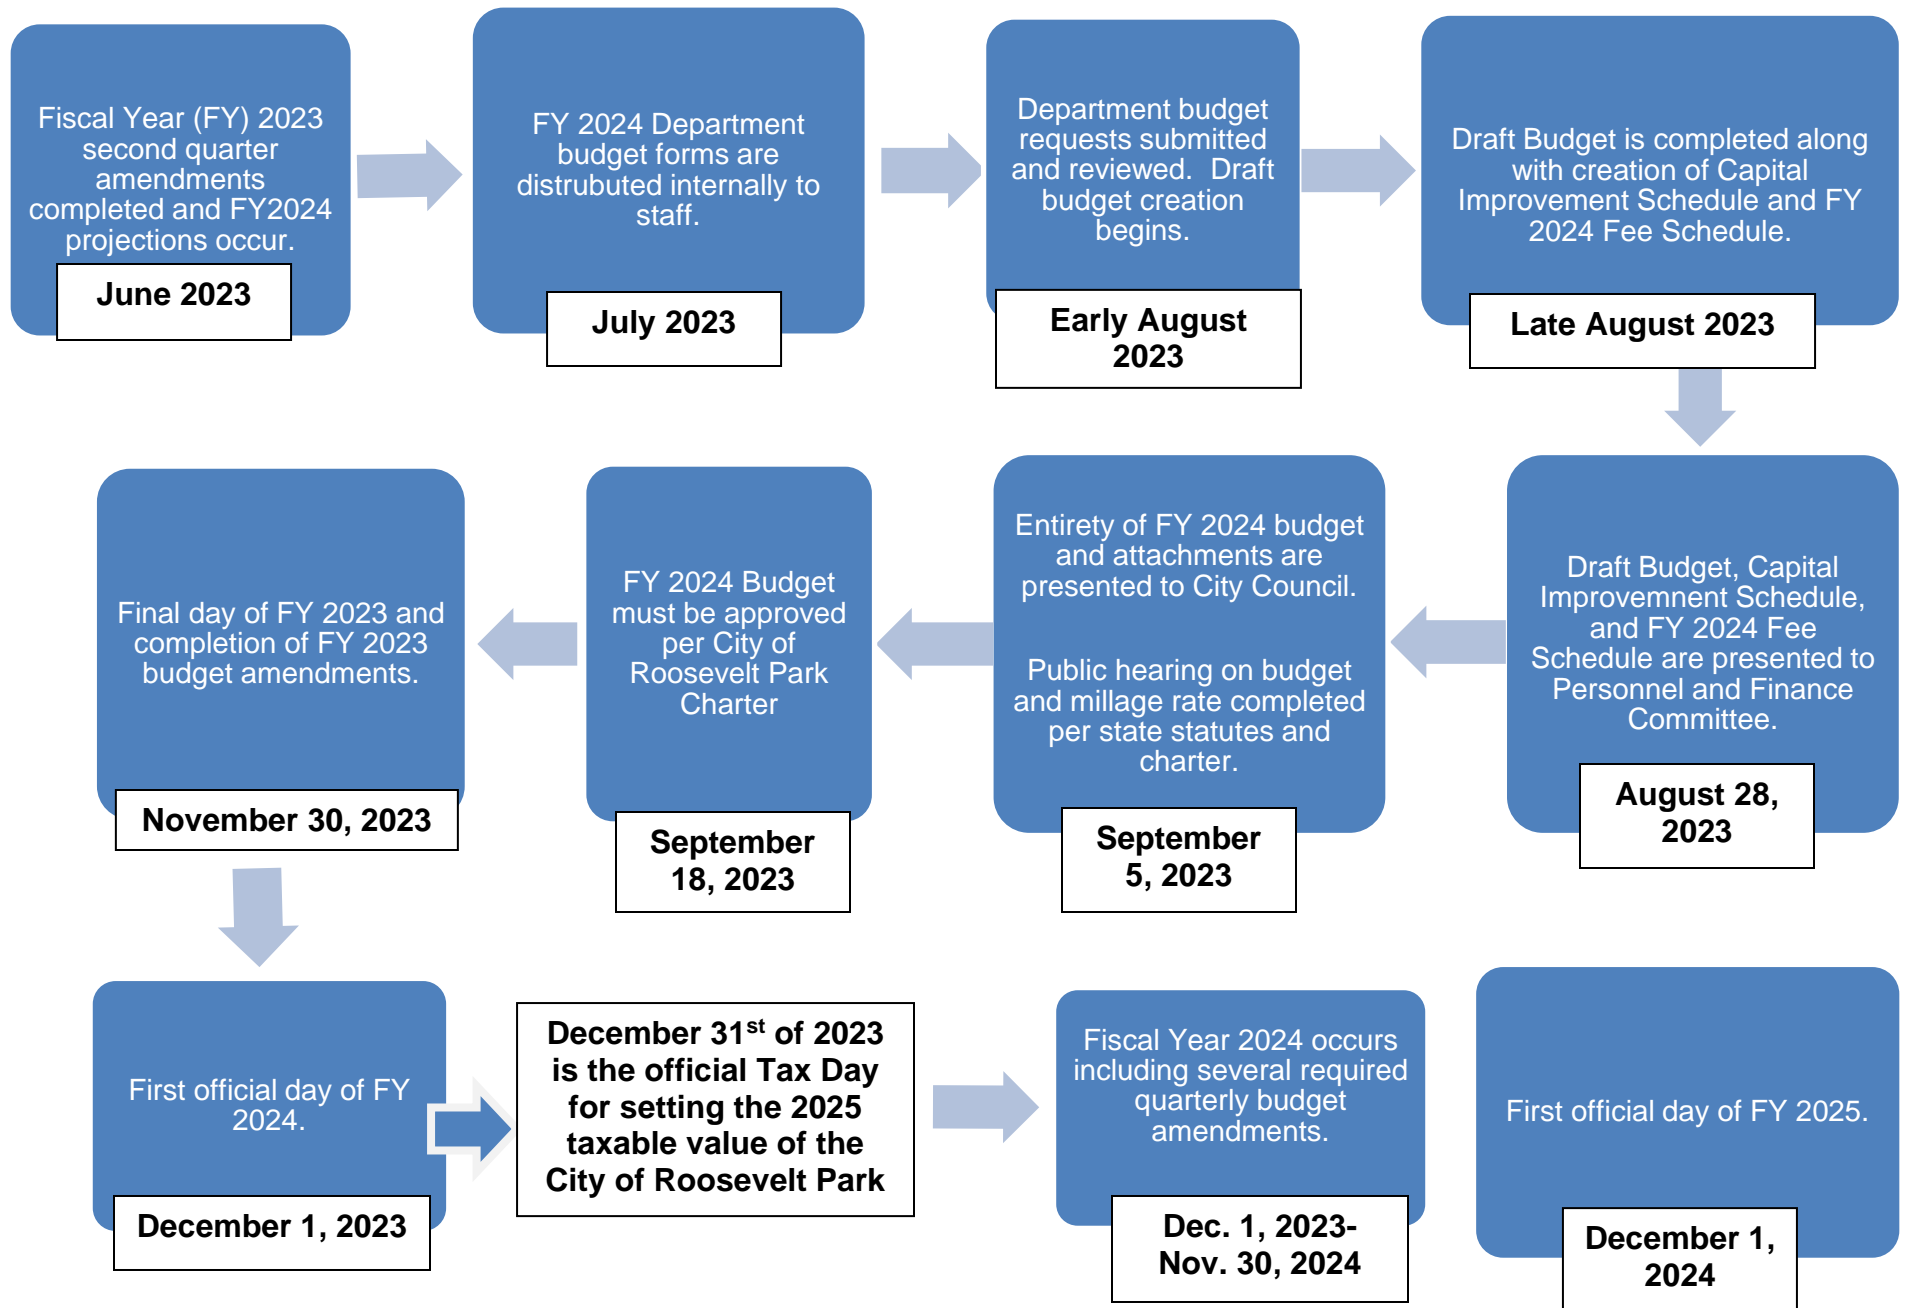 Fiscal Year (FY) 2023
second quarter
amendments
completed and FY2024
projections occur.
June 2023
FY 2024 Department
budget forms are
distrubuted internally to
staff.
July 2023
Department budget
requests submitted
and reviewed.  Draft
budget creation
begins.
Early August
2023
Draft Budget is completed along
with creation of Capital
Improvement Schedule and FY
2024 Fee Schedule.
Late August 2023
Draft Budget, Capital
Improvemnent Schedule,
and FY 2024 Fee
Schedule are presented to
Personnel and Finance
Committee.
August 28,
2023
Entirety of FY 2024 budget
and attachments are
presented to City Council.
Public hearing on budget
and millage rate completed
per state statutes and
charter.
September
5, 2023
FY 2024 Budget
must be approved
per City of
Roosevelt Park
Charter
September
18, 2023
Final day of FY 2023 and
completion of FY 2023
budget amendments.
November 30, 2023
First official day of FY
2024.
December 1, 2023
December 31st of 2023
is the official Tax Day
for setting the 2025
taxable value of the
City of Roosevelt Park
Fiscal Year 2024 occurs
including several required
quarterly budget
amendments.
Dec. 1, 2023-
Nov. 30, 2024
First official day of FY 2025.
December 1,
2024